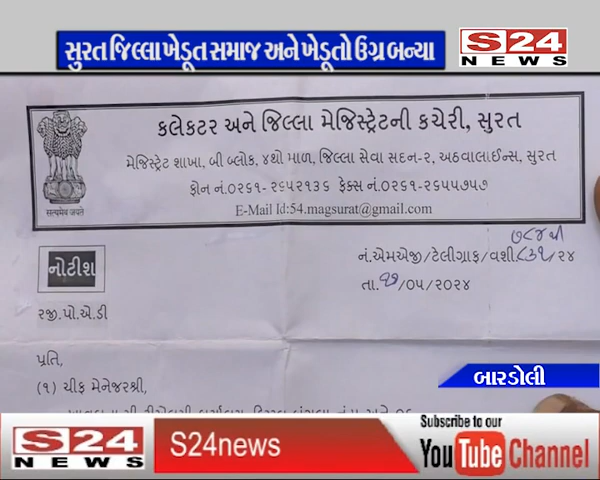 સુરત જિલ્લા ખેડૂત સમાજ અને ખેડૂતો ઉગ્ર બન્યા
S24
NEWS
કલેકટર અને જિલ્લા મેજિસ્ટ્રેટની કચેરી, સુરત
મેજિસ્ટ્રેટ શાખા, બી બ્લોક, ૪થો માળ, જિલ્લા સેવા સદન-૨, અઠવાલાઈન્સ, સુરત
ફોન નં.૦૨૬૧- ૨૬૫૨૧૩૬ ફેક્સ નં.૦૨૬૧-૨૬૫૫૭૫૭
E-Mail Id:54.magsurat@gmail.com
સત્યમેવ જયતે
નં.એમએજી/ટેલીગ્રાફ/વશી/૨૪
નોટીશ
તા. /૦૫/૨૦૨૪
રજી.પો.એ.ડી
પ્રતિ,
(૧) ચીફ મેનેજરશ્રી,
બારડોલી
S24
NEWS
S24news
Subscribe to our
YouTube Channel